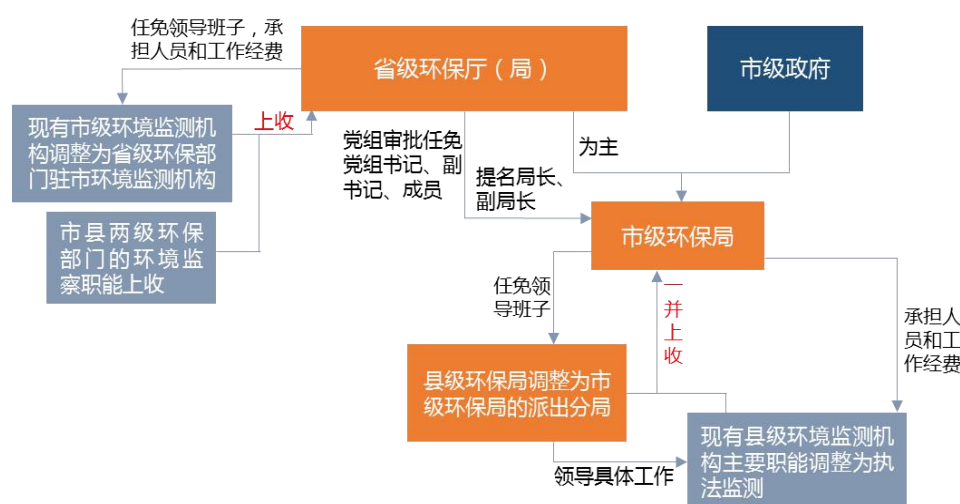 任免领导班子，承
担人员和工作经费
省级环保厅（局）
市级政府
现有市级环境监测机
构调整为省级环保部
门驻市环境监测机构
上收
党组审批任免
党组书记、副
书记、成员
提名局长、
副局长
为主
市县两级环保
部门的环境监
察职能上收
市级环保局
任免领
导班子
一
并
上
收
承担人
员和工
作经费
县级环保局调整为市
级环保局的派出分局
现有县级环境监测机
构主要职能调整为执
法监测
领导具体工作